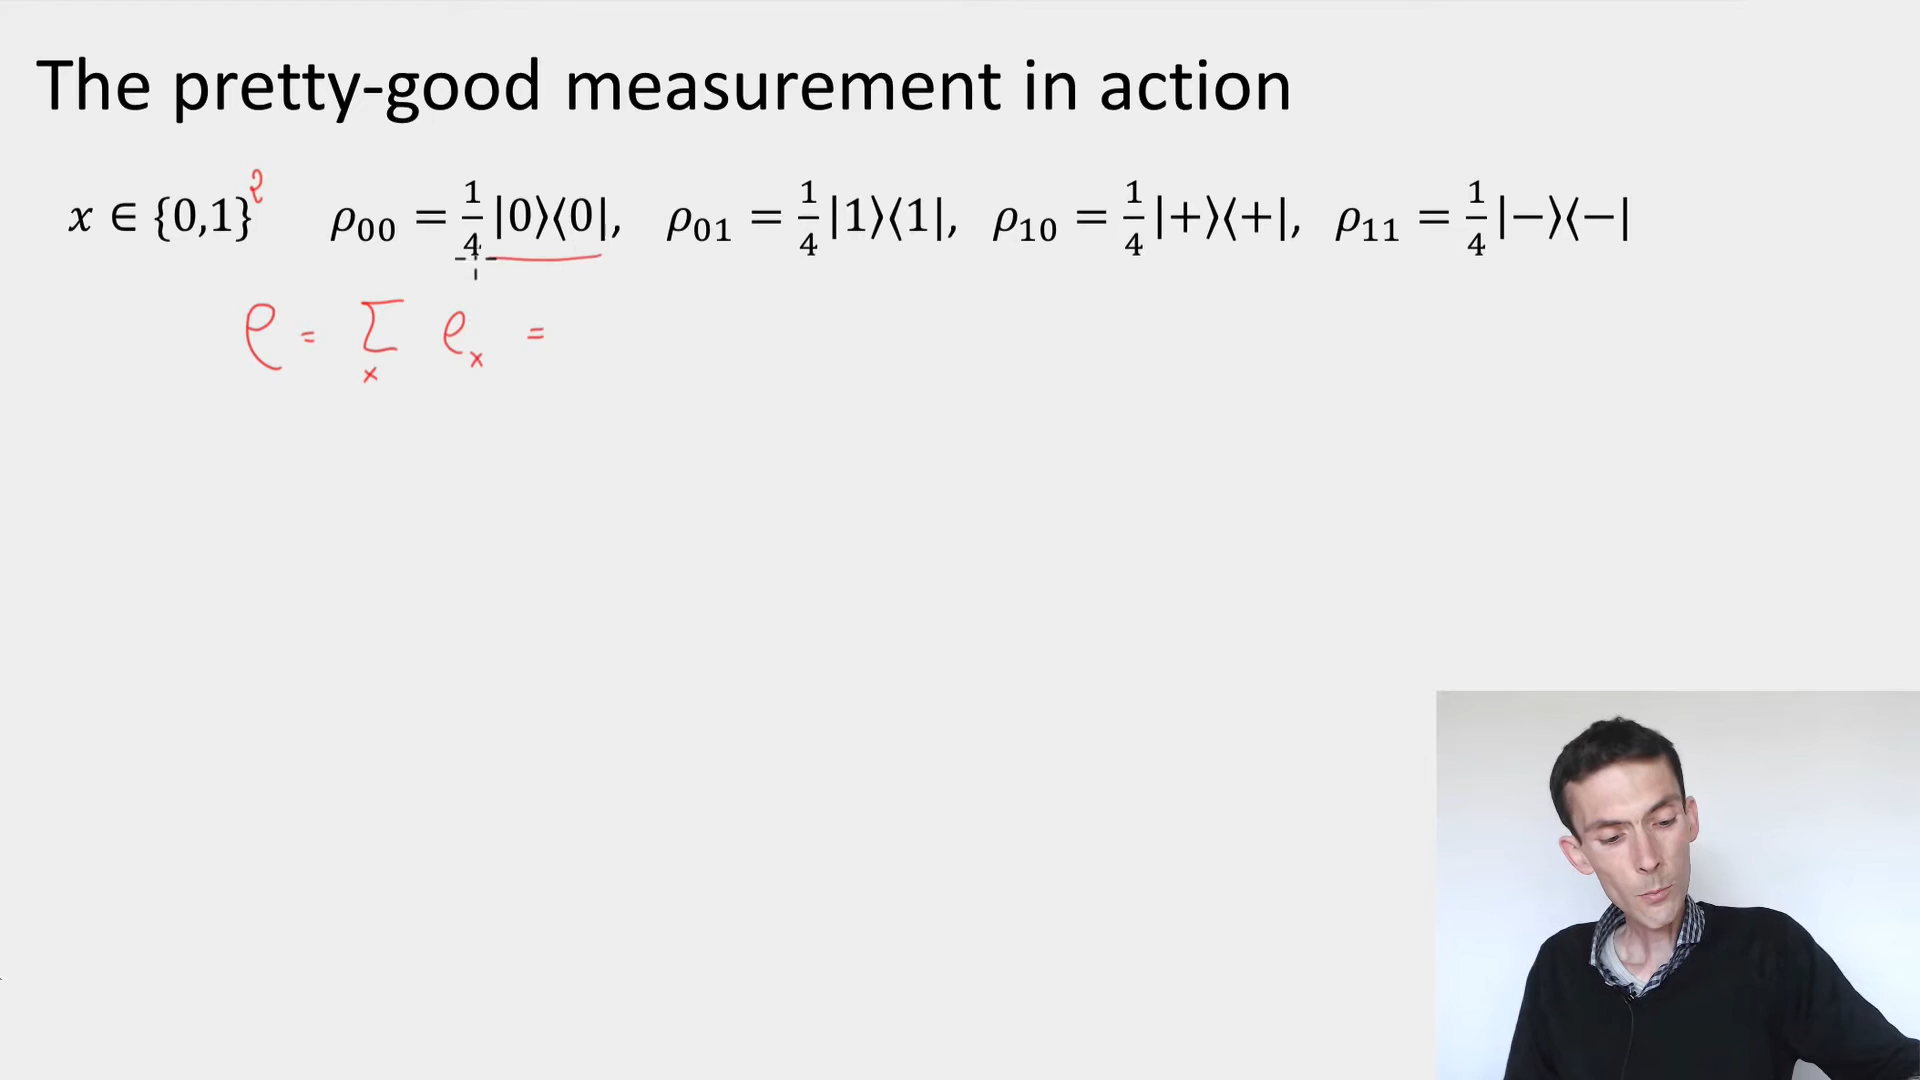 The pretty-good measurement in action
x ∈ {0,1}² ρ₀₀ = 1/4 |0⟩⟨0|, ρ₀₁ = 1/4 |1⟩⟨1|, ρ₁₀ = 1/4 |+⟩⟨+|, ρ₁₁ = 1/4 |−⟩⟨−|
ρ = Σₓ ρₓ =